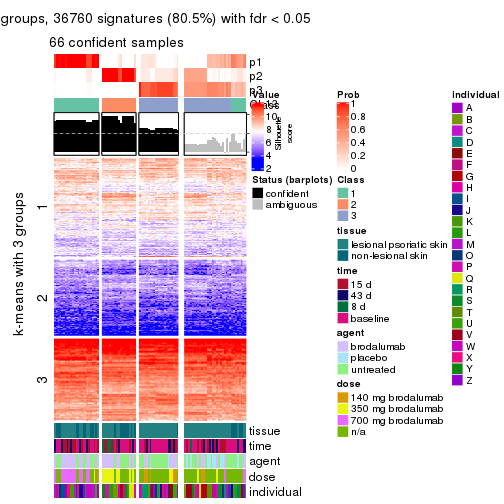 groups, 36760 signatures (80.5%) with fdr < 0.05
66 confident samples
p1
p2
p3
Class
Silhouette
score
k-means with 3 groups
1
2
3
tissue
time
agent
dose
individual
Value
10
8
6
4
2
Status (barplots)
confident
ambiguous
Prob
1
0.8
0.6
0.4
0.2
0
Class
1
2
3
tissue
lesional psoriatic skin
non-lesional skin
time
15 d
43 d
8 d
baseline
agent
brodalumab
placebo
untreated
dose
140 mg brodalumab
350 mg brodalumab
700 mg brodalumab
n/a
individual
A
B
C
D
E
F
G
H
I
J
K
L
M
O
P
Q
R
S
T
U
V
W
X
Y
Z